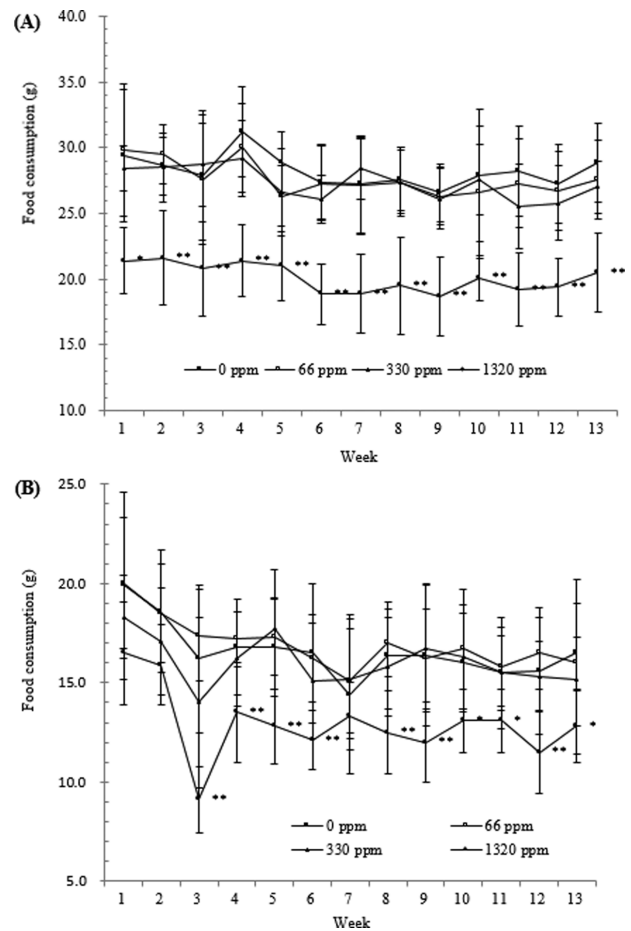 (A)
Food consumption (g)
40.0
35.0
30.0
25.0
20.0
15.0
10.0
* ** ** ** ** ** ** ** ** ** ** ** **
0 ppm 66 ppm 330 ppm 1320 ppm
1 2 3 4 5 6 7 8 9 10 11 12 13
Week
(B)
Food consumption (g)
25.0
20.0
15.0
10.0
5.0
** ** ** ** ** ** * * ** *
0 ppm 66 ppm
330 ppm 1320 ppm
1 2 3 4 5 6 7 8 9 10 11 12 13
Week